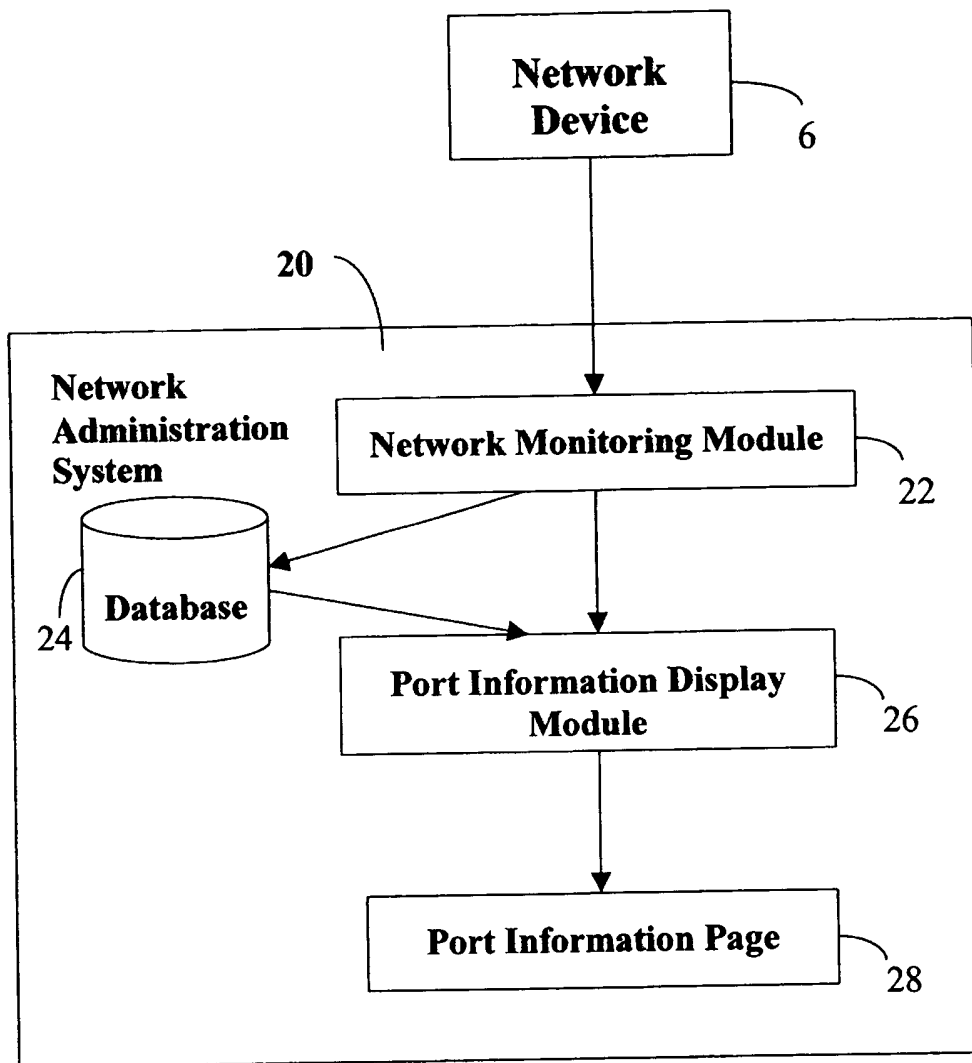 Network
Device
6
20
Network
Administration
System
Network Monitoring Module
22
Database
24
Port Information Display
Module
26
Port Information Page
28